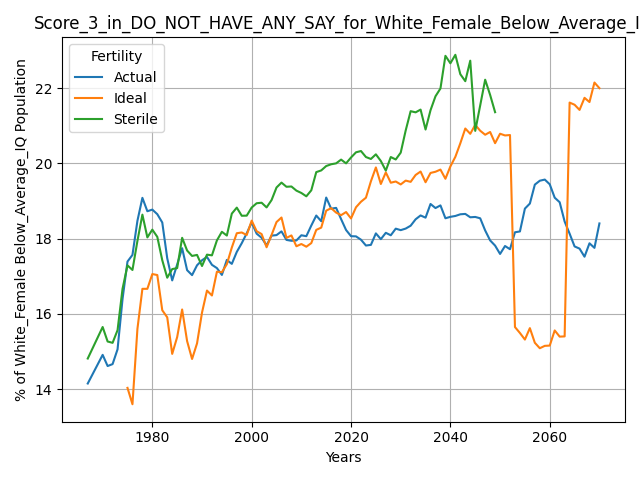 Score_3_in_DO_NOT_HAVE_ANY_SAY_for_White_Female_Below_Average_I
Fertility
Actual
Ideal
Sterile
% of White_Female Below_Average_IQ Population
22
20
18
16
14
1980 2000 2020 2040 2060
Years